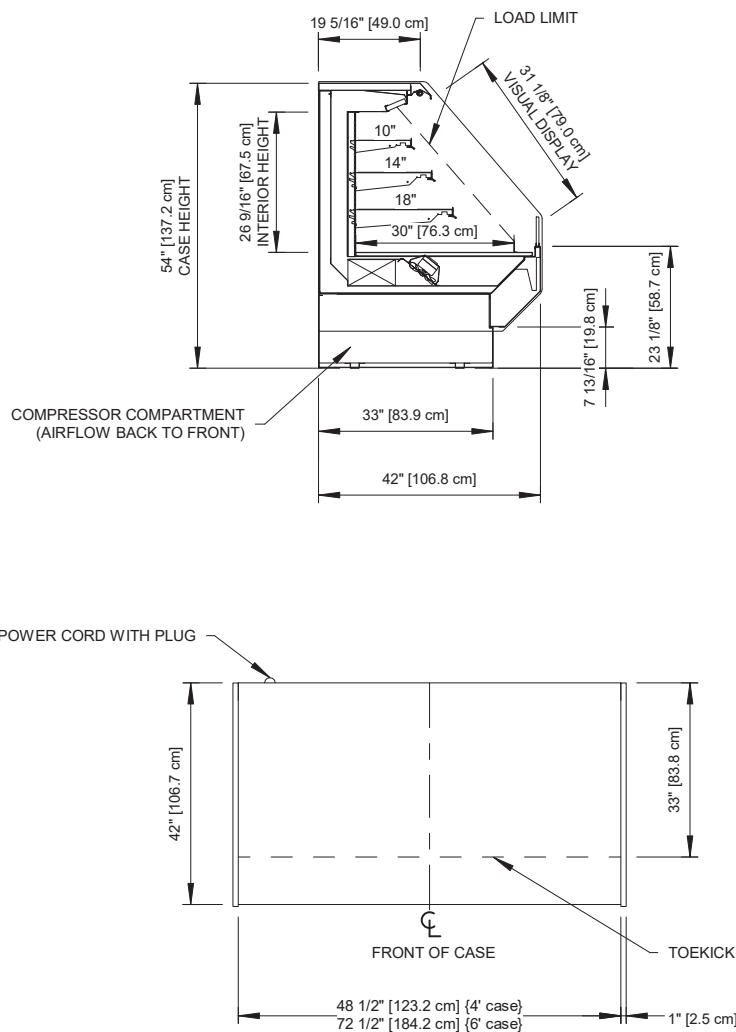 19 5/16" [49.0 cm]
LOAD LIMIT
31 1/8" [79.0 cm]
VISUAL DISPLAY
54" [137.2 cm]
CASE HEIGHT
26 9/16" [67.5 cm]
INTERIOR HEIGHT
10"
14"
18"
30" [76.3 cm]
7 13/16" [19.8 cm]
23 1/8" [58.7 cm]
COMPRESSOR COMPARTMENT
(AIRFLOW BACK TO FRONT)
33" [83.9 cm]
42" [106.8 cm]
POWER CORD WITH PLUG
42" [106.7 cm]
33" [83.8 cm]
CL
FRONT OF CASE
TOEKICK
48 1/2" [123.2 cm] {4' case}
72 1/2" [184.2 cm] {6' case}
1" [2.5 cm]